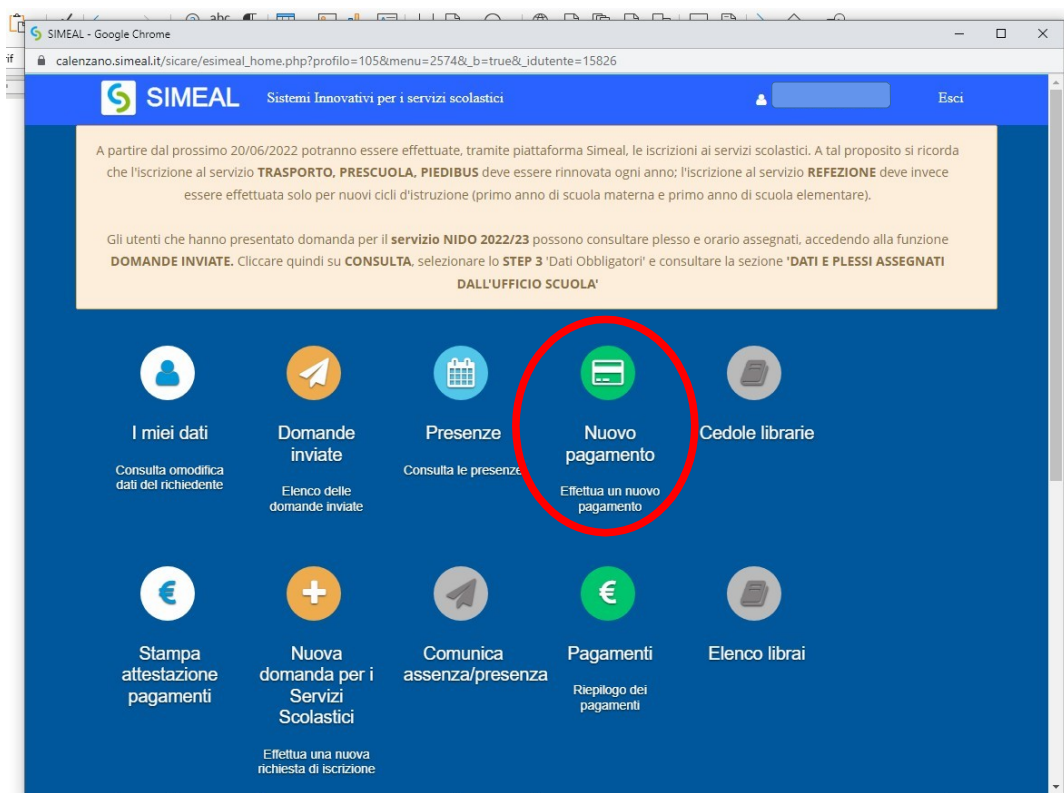 abc
SIMEAL - Google Chrome
rif
calenzano.simeal.it/sicare/esimeal_home.php?profilo=105&menu=2574&_b=true&_idutente=15826
SIMEAL
Sistemi Innovativi per i servizi scolastici
Esci
A partire dal prossimo 20/06/2022 potranno essere effettuate, tramite piattaforma Simeal, le iscrizioni ai servizi scolastici. A tal proposito si ricorda
che l'iscrizione al servizio TRASPORTO, PRESCUOLA, PIEDIBUS deve essere rinnovata ogni anno; l'iscrizione al servizio REFEZIONE deve invece
essere effettuata solo per nuovi cicli d'istruzione (primo anno di scuola materna e primo anno di scuola elementare).
Gli utenti che hanno presentato domanda per il servizio NIDO 2022/23 possono consultare plesso e orario assegnati, accedendo alla funzione
DOMANDE INVIATE. Cliccare quindi su CONSULTA, selezionare lo STEP 3 'Dati Obbligatori' e consultare la sezione 'DATI E PLESSI ASSEGNATI
DALL'UFFICIO SCUOLA'
I miei dati
Consulta omodifica
dati del richiedente
Domande
inviate
Elenco delle
domande inviate
Presenze
Consulta le presenze
Nuovo
pagamento
Effettua un nuovo
pagamento
Cedole librarie
€
Stampa
attestazione
pagamenti
Nuova
domanda per i
Servizi
Scolastici
Effettua una nuova
richiesta di iscrizione
Comunica
assenza/presenza
€
Pagamenti
Riepilogo dei
pagamenti
Elenco librai